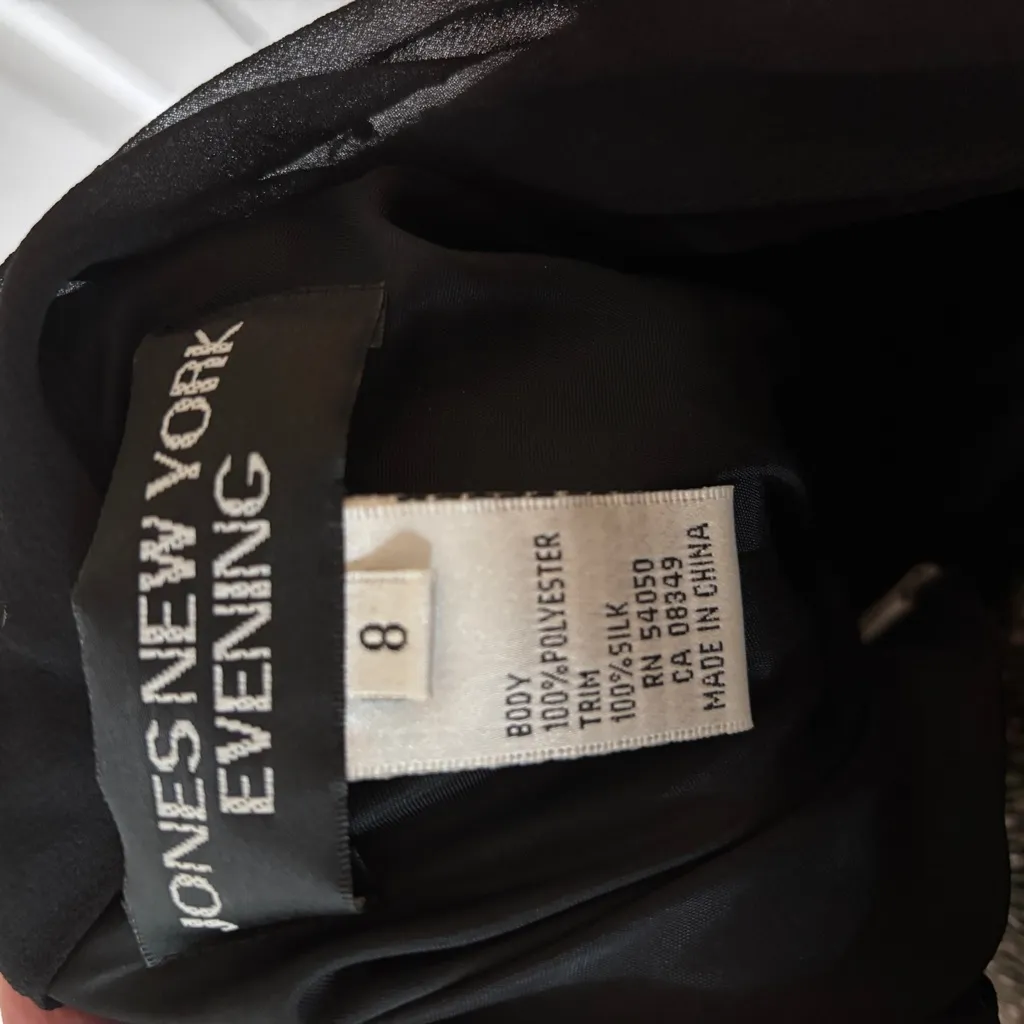 JONES NEW YORK
EVENING
8
BODY
100%POLYESTER
TRIM
100%SILK
RN 54050
CA 08349
MADE IN CHINA